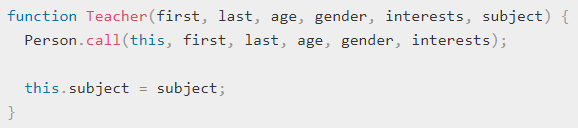 function Teacher(first, last, age, gender, interests, subject) {
  Person.call(this, first, last, age, gender, interests);

  this.subject = subject;
}